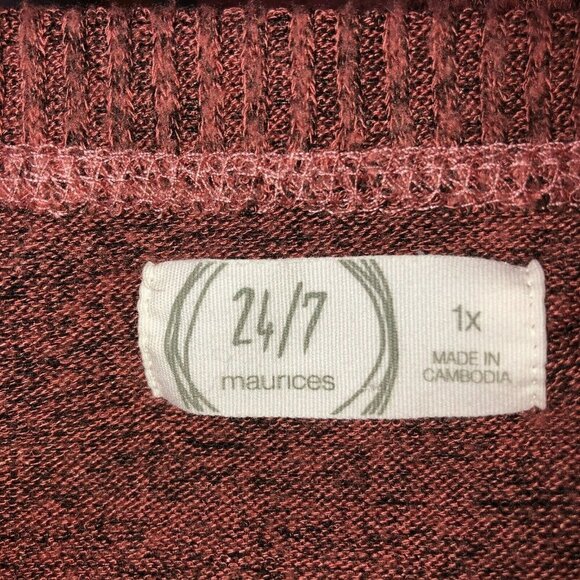 24/7
maurices
1x
MADE IN
CAMBODIA